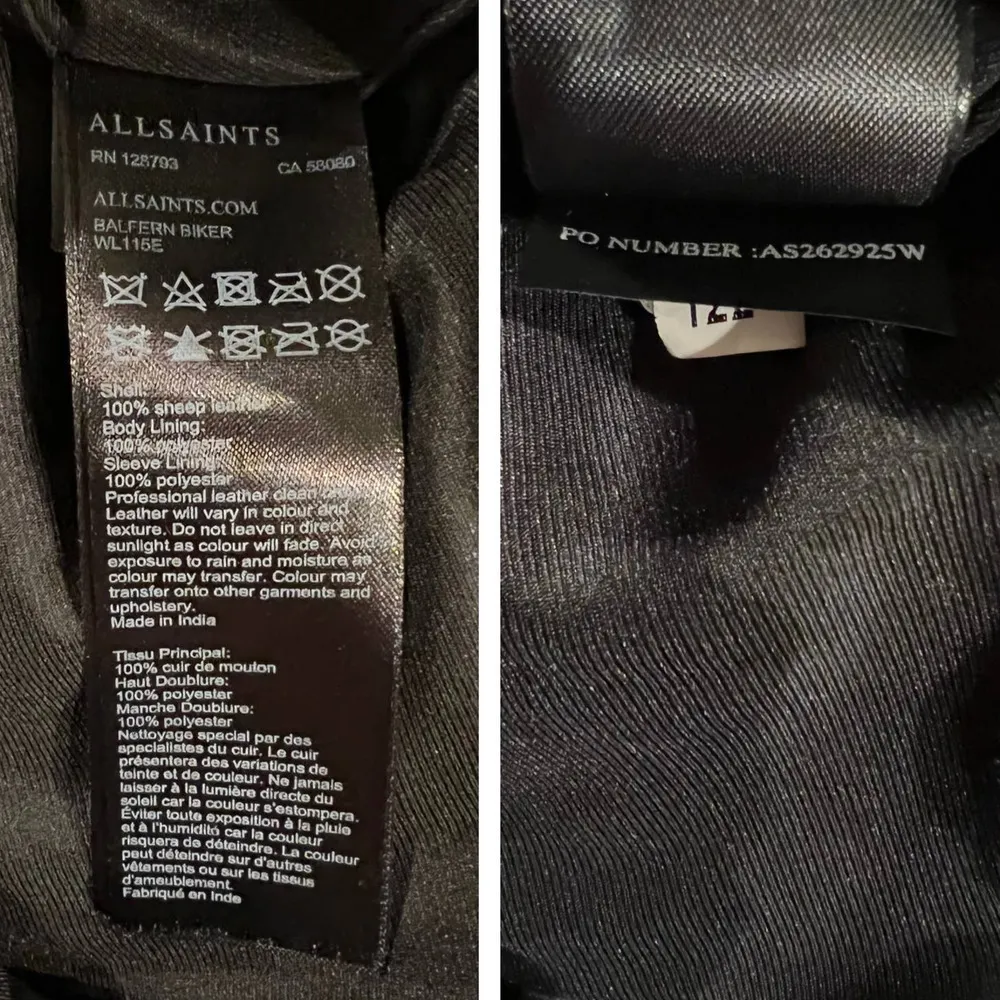 ALLSAINTS
RN 128793 CA 58080
ALLSAINTS.COM
BALFERN BIKER
WL115E
Shell:
100% sheep leather
Body Lining:
100% polyester
Sleeve Lining:
100% polyester
Professional leather clean
Leather will vary in colour and
texture. Do not leave in direct
sunlight as colour will fade. Avoid
exposure to rain and moisture as
colour may transfer. Colour may
transfer onto other garments and
upholstery.
Made in India
Tissu Principal:
100% cuir de mouton
Haut Doublure:
100% polyester
Manche Doublure:
100% polyester
Nettoyage special par des
specialistes du cuir. Le cuir
présentera des variations de
teinte et de couleur. Ne jamais
laisser à la lumière directe du
soleil car la couleur s'estompera.
Éviter toute exposition à la pluie
et à l'humidité car la couleur
risquera de déteindre. La couleur
peut déteindre sur d'autres
vêtements ou sur les tissus
d'ameublement.
Fabriqué en Inde
PO NUMBER :AS262925W